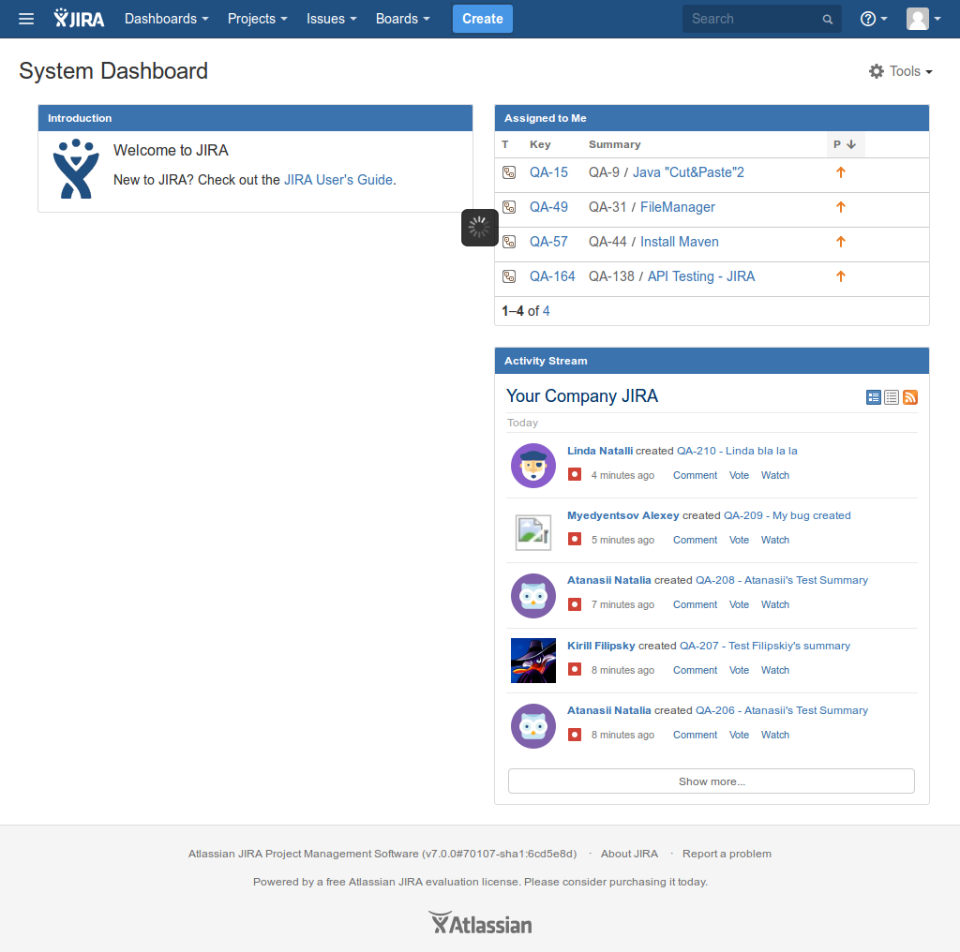 JIRA Dashboards Projects Issues Boards Create Search ?
System Dashboard
Tools
Introduction
Welcome to JIRA
New to JIRA? Check out the JIRA User's Guide.
Assigned to Me
T Key Summary P
QA-15 QA-9 / Java "Cut&Paste"2
QA-49 QA-31 / FileManager
QA-57 QA-44 / Install Maven
QA-164 QA-138 / API Testing - JIRA
1–4 of 4
Activity Stream
Your Company JIRA
Today
Linda Natalli created QA-210 - Linda bla la la
4 minutes ago Comment Vote Watch
Myedyentsov Alexey created QA-209 - My bug created
5 minutes ago Comment Vote Watch
Atanasii Natalia created QA-208 - Atanasii's Test Summary
7 minutes ago Comment Vote Watch
Kirill Filipsky created QA-207 - Test Filipskiy's summary
8 minutes ago Comment Vote Watch
Atanasii Natalia created QA-206 - Atanasii's Test Summary
8 minutes ago Comment Vote Watch
Show more...
Atlassian JIRA Project Management Software (v7.0.0#70107-sha1:6cd5e8d) · About JIRA · Report a problem
Powered by a free Atlassian JIRA evaluation license. Please consider purchasing it today.
Atlassian